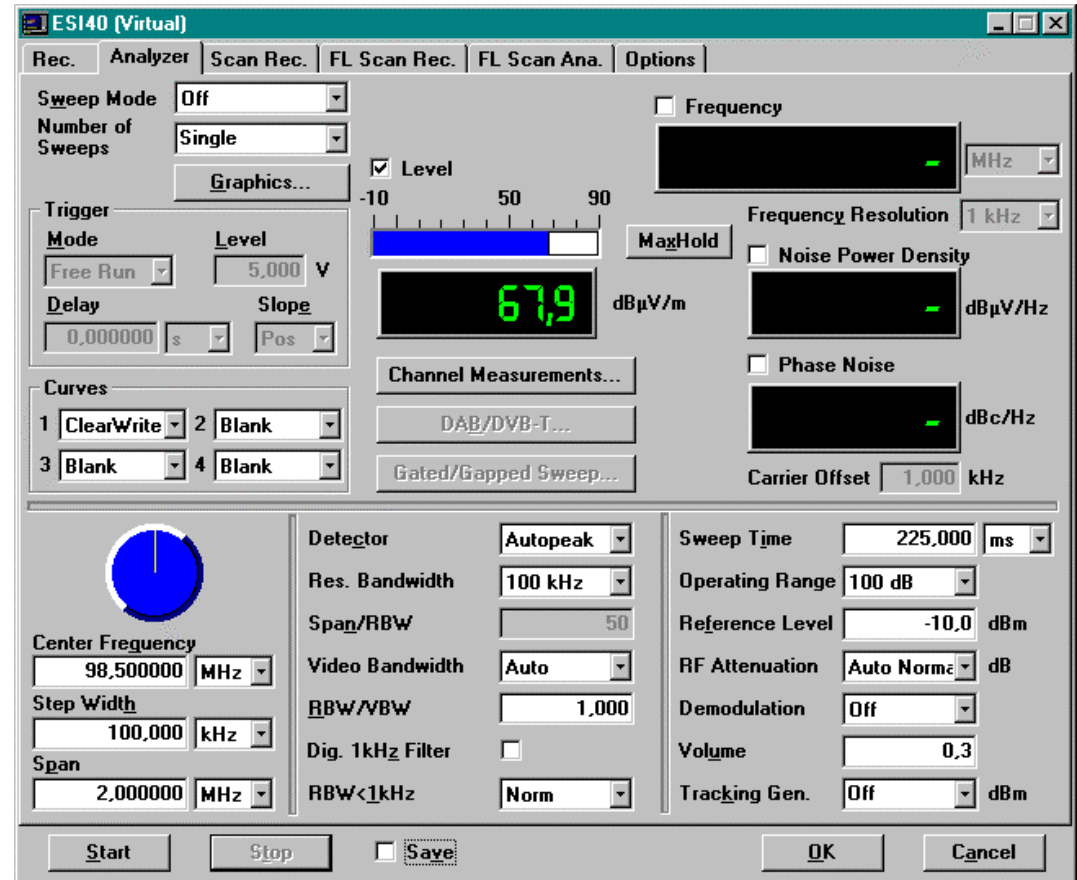 ESI40 (Virtual)
Rec. Analyzer Scan Rec. FL Scan Rec. FL Scan Ana. Options
Sweep Mode Off
Number of Sweeps Single
Graphics...
Trigger
Mode Level
Free Run 5,000 V
Delay Slope
0,000000 s Pos
Curves
1 ClearWrite 2 Blank
3 Blank 4 Blank
Level
-10 50 90
MaxHold
67,9 dBµV/m
Channel Measurements...
DAB/DVB-T...
Gated/Gapped Sweep...
Frequency
- MHz
Frequency Resolution 1 kHz
Noise Power Density
- dBµV/Hz
Phase Noise
- dBc/Hz
Carrier Offset 1,000 kHz
Center Frequency
98,500000 MHz
Step Width
100,000 kHz
Span
2,000000 MHz
Detector Autopeak
Res. Bandwidth 100 kHz
Span/RBW 50
Video Bandwidth Auto
RBW/VBW 1,000
Dig. 1kHz Filter
RBW<1kHz Norm
Sweep Time 225,000 ms
Operating Range 100 dB
Reference Level -10,0 dBm
RF Attenuation Auto Norma dB
Demodulation Off
Volume 0,3
Tracking Gen. Off dBm
Start Stop Save OK Cancel